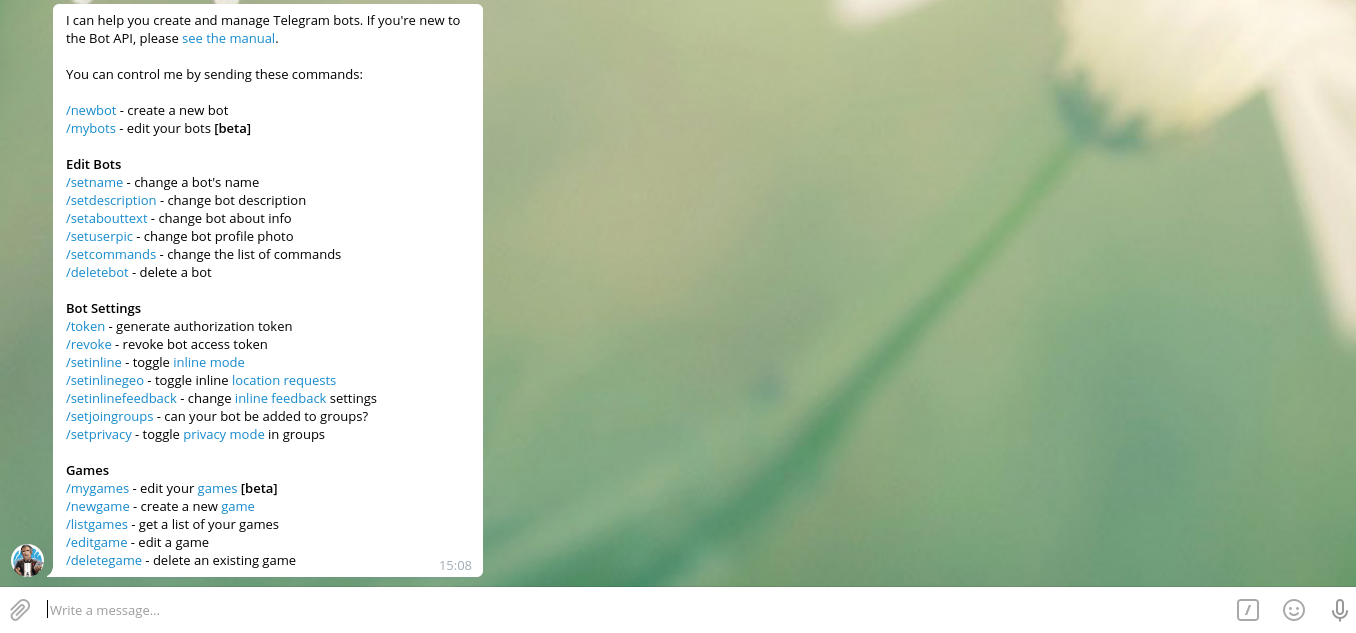 I can help you create and manage Telegram bots. If you're new to
the Bot API, please see the manual.
You can control me by sending these commands:
/newbot - create a new bot
/mybots - edit your bots [beta]
Edit Bots
/setname - change a bot's name
/setdescription - change bot description
/setabouttext - change bot about info
/setuserpic - change bot profile photo
/setcommands - change the list of commands
/deletebot - delete a bot
Bot Settings
/token - generate authorization token
/revoke - revoke bot access token
/setinline - toggle inline mode
/setinlinegeo - toggle inline location requests
/setinlinefeedback - change inline feedback settings
/setjoingroups - can your bot be added to groups?
/setprivacy - toggle privacy mode in groups
Games
/mygames - edit your games [beta]
/newgame - create a new game
/listgames - get a list of your games
/editgame - edit a game
/deletegame - delete an existing game
15:08
Write a message...